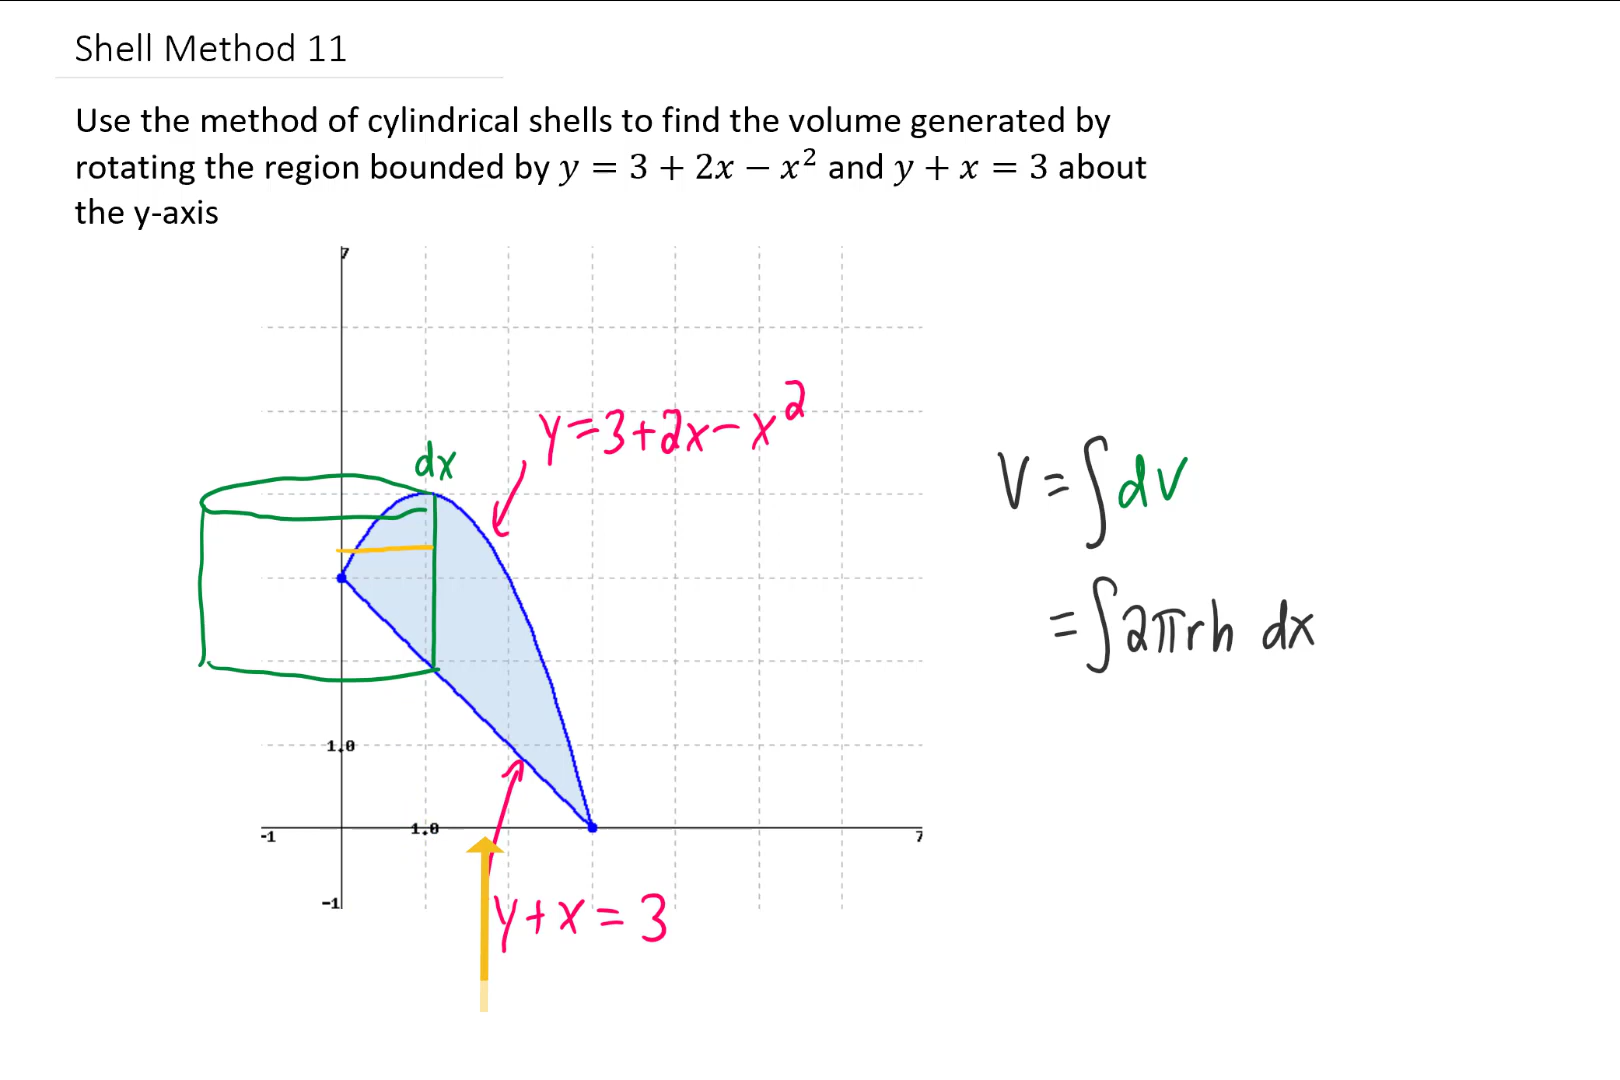 Shell Method 11
Use the method of cylindrical shells to find the volume generated by
rotating the region bounded by y = 3 + 2x − x² and y + x = 3 about
the y-axis
7
y=3+2x−x²
dx
V=∫dV
=∫2πrh dx
1.0
-1
1.0
7
-1
y+x=3